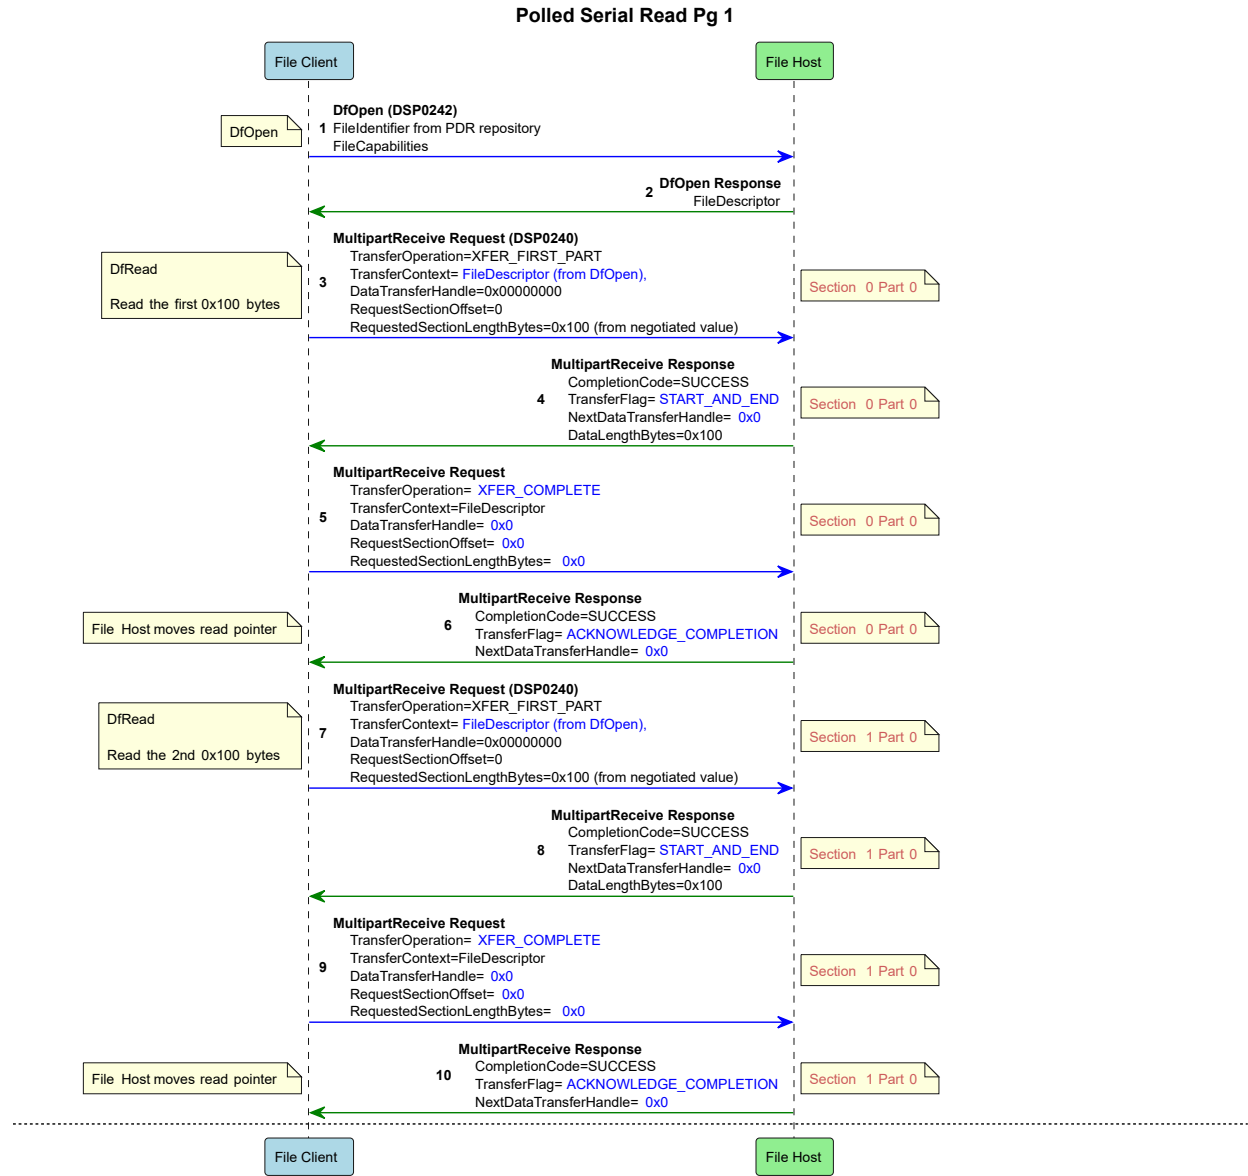 Polled Serial Read Pg 1
File Client
File Host
DfOpen
1
DfOpen (DSP0242)
FileIdentifier from PDR repository
FileCapabilities
2
DfOpen Response
FileDescriptor
DfRead
Read the first 0x100 bytes
3
MultipartReceive Request (DSP0240)
TransferOperation=XFER_FIRST_PART
TransferContext= FileDescriptor (from DfOpen),
DataTransferHandle=0x00000000
RequestSectionOffset=0
RequestedSectionLengthBytes=0x100 (from negotiated value)
Section 0 Part 0
4
MultipartReceive Response
CompletionCode=SUCCESS
TransferFlag= START_AND_END
NextDataTransferHandle= 0x0
DataLengthBytes=0x100
Section 0 Part 0
5
MultipartReceive Request
TransferOperation= XFER_COMPLETE
TransferContext=FileDescriptor
DataTransferHandle= 0x0
RequestSectionOffset= 0x0
RequestedSectionLengthBytes= 0x0
Section 0 Part 0
File Host moves read pointer
6
MultipartReceive Response
CompletionCode=SUCCESS
TransferFlag= ACKNOWLEDGE_COMPLETION
NextDataTransferHandle= 0x0
Section 0 Part 0
DfRead
Read the 2nd 0x100 bytes
7
MultipartReceive Request (DSP0240)
TransferOperation=XFER_FIRST_PART
TransferContext= FileDescriptor (from DfOpen),
DataTransferHandle=0x00000000
RequestSectionOffset=0
RequestedSectionLengthBytes=0x100 (from negotiated value)
Section 1 Part 0
8
MultipartReceive Response
CompletionCode=SUCCESS
TransferFlag= START_AND_END
NextDataTransferHandle= 0x0
DataLengthBytes=0x100
Section 1 Part 0
9
MultipartReceive Request
TransferOperation= XFER_COMPLETE
TransferContext=FileDescriptor
DataTransferHandle= 0x0
RequestSectionOffset= 0x0
RequestedSectionLengthBytes= 0x0
Section 1 Part 0
File Host moves read pointer
10
MultipartReceive Response
CompletionCode=SUCCESS
TransferFlag= ACKNOWLEDGE_COMPLETION
NextDataTransferHandle= 0x0
Section 1 Part 0
File Client
File Host